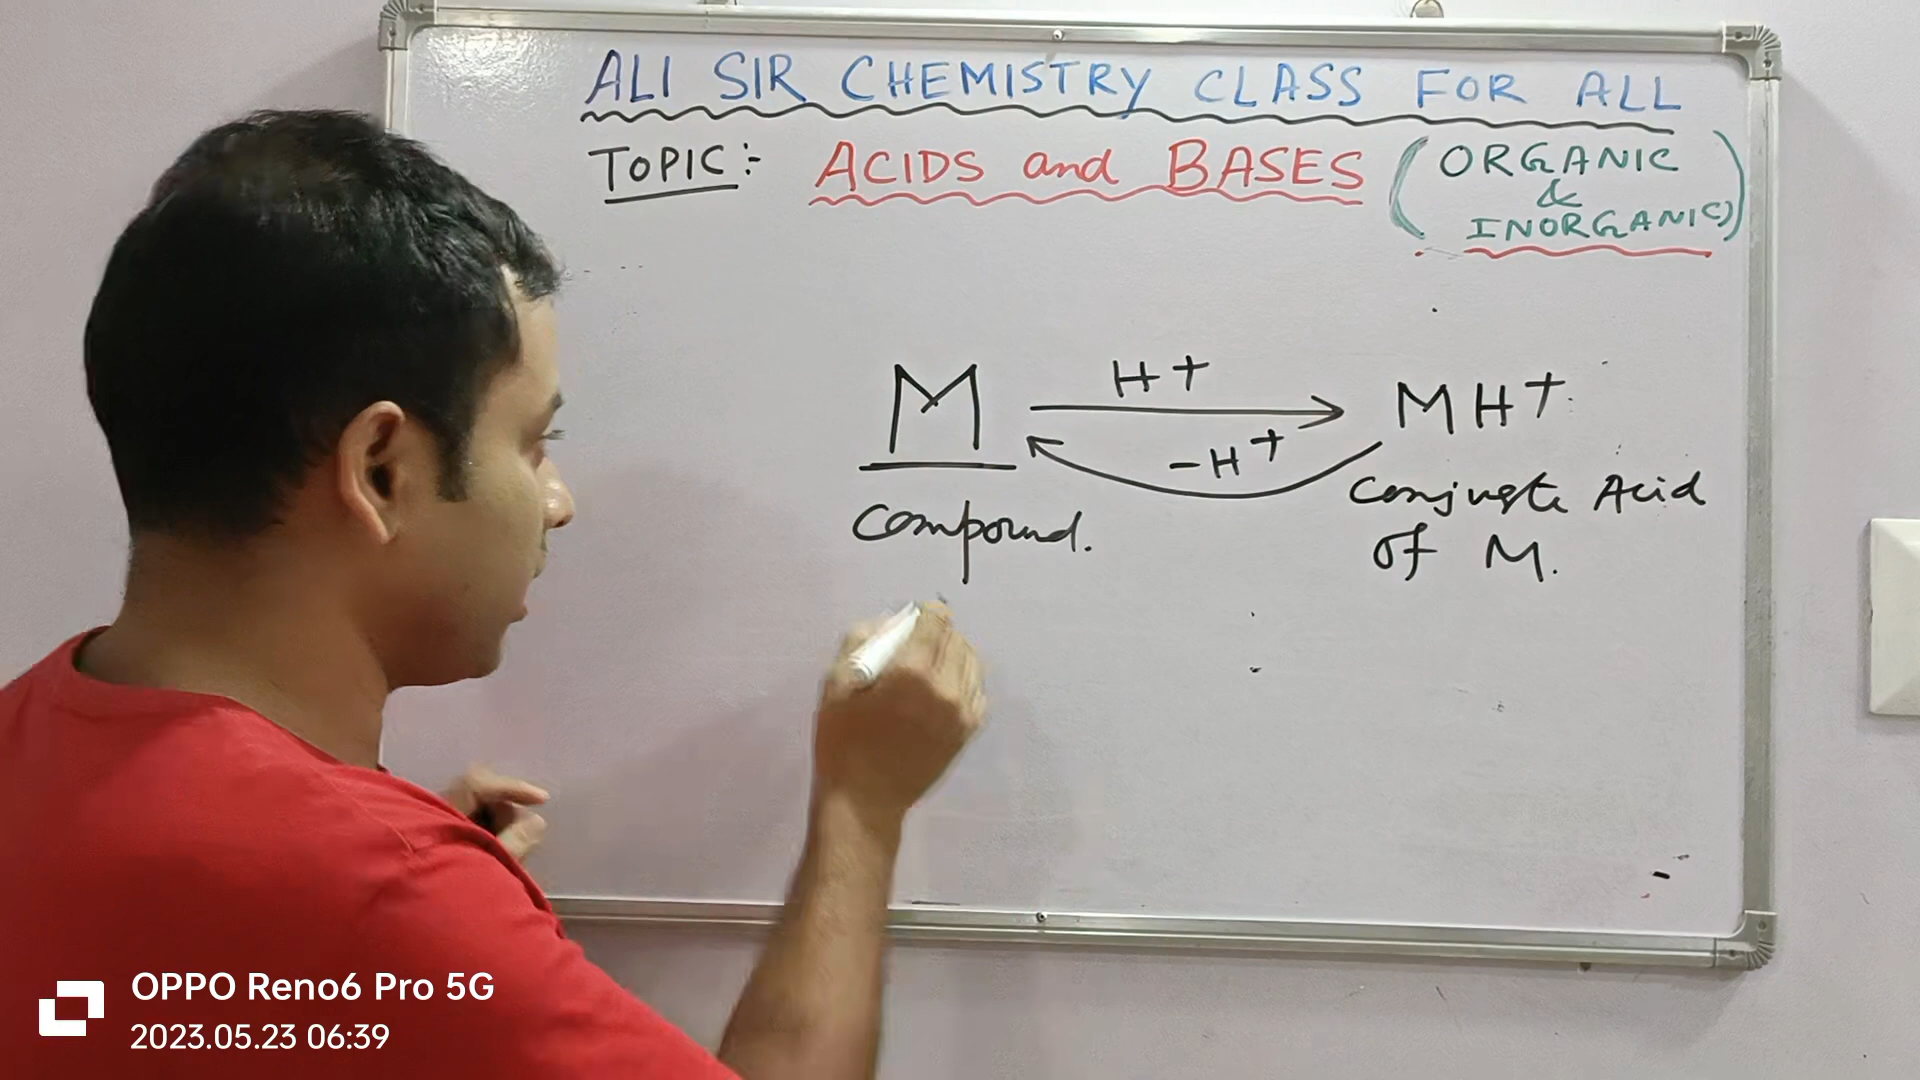 ALI SIR CHEMISTRY CLASS FOR ALL
TOPIC:- ACIDS and BASES (ORGANIC
&
INORGANIC)
H+
M MH+
-H+
Compound. Conjugate Acid
of M.
OPPO Reno6 Pro 5G
2023.05.23 06:39